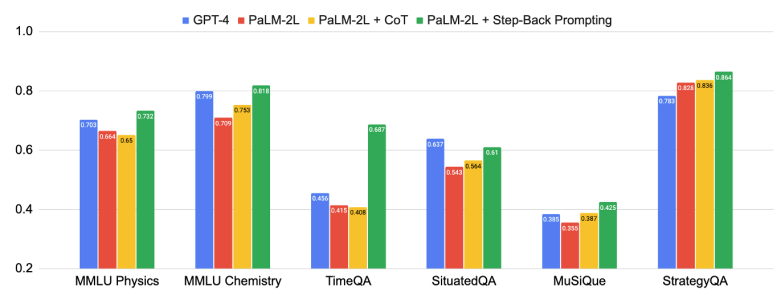 GPT-4 PaLM-2L PaLM-2L + CoT PaLM-2L + Step-Back Prompting
1.0
0.8
0.6
0.4
0.2
0.703 0.664 0.65 0.732
0.799 0.709 0.753 0.818
0.456 0.415 0.408 0.687
0.637 0.543 0.564 0.61
0.385 0.355 0.387 0.425
0.783 0.828 0.836 0.864
MMLU Physics MMLU Chemistry TimeQA SituatedQA MuSiQue StrategyQA